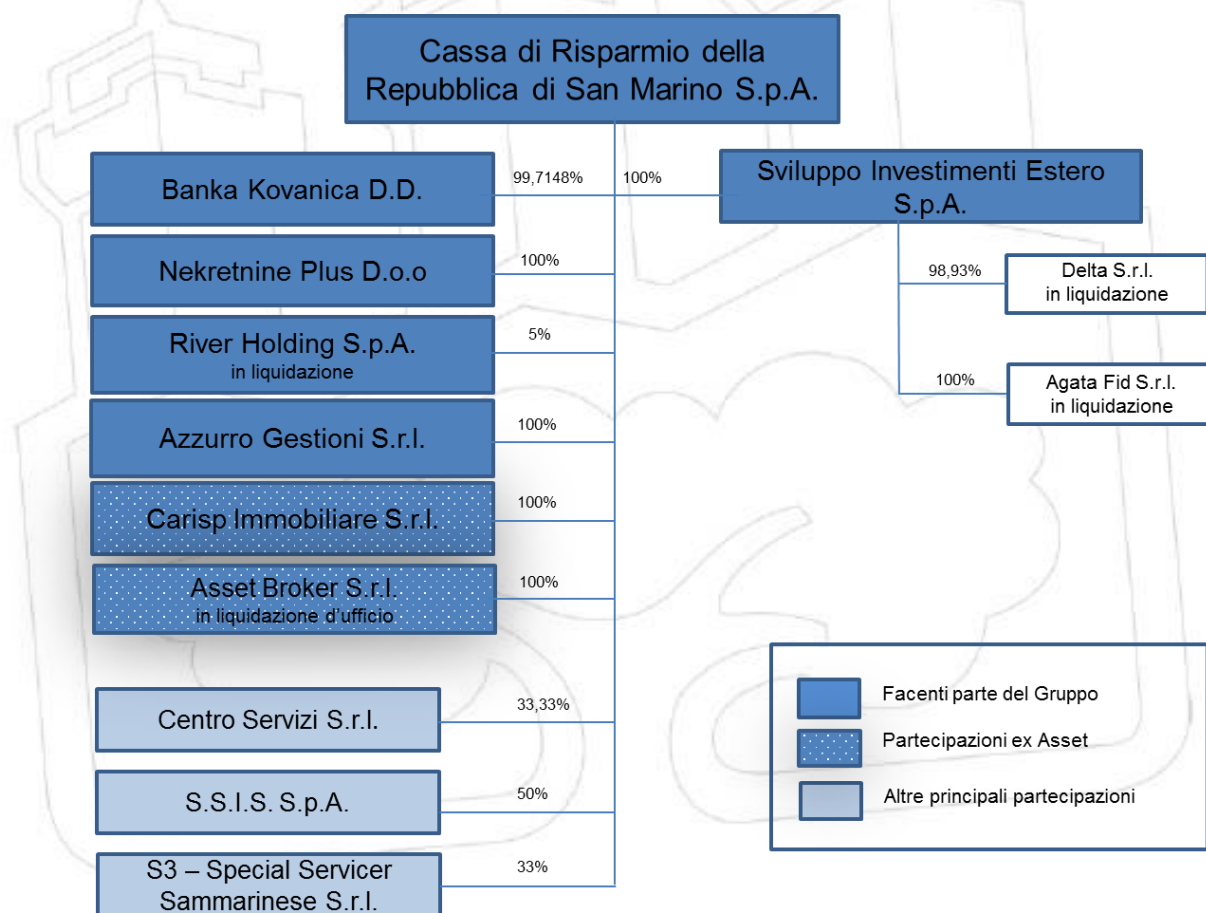 Cassa di Risparmio della
Repubblica di San Marino S.p.A.
Banka Kovanica D.D.
99,7148%
100%
Sviluppo Investimenti Estero
S.p.A.
Nekretnine Plus D.o.o
100%
98,93%
Delta S.r.l.
in liquidazione
River Holding S.p.A.
in liquidazione
5%
100%
Agata Fid S.r.l.
in liquidazione
Azzurro Gestioni S.r.l.
100%
Carisp Immobiliare S.r.l.
100%
Asset Broker S.r.l.
in liquidazione d'ufficio
100%
Centro Servizi S.r.l.
33,33%
S.S.I.S. S.p.A.
50%
S3 – Special Servicer
Sammarinese S.r.l.
33%
Facenti parte del Gruppo
Partecipazioni ex Asset
Altre principali partecipazioni